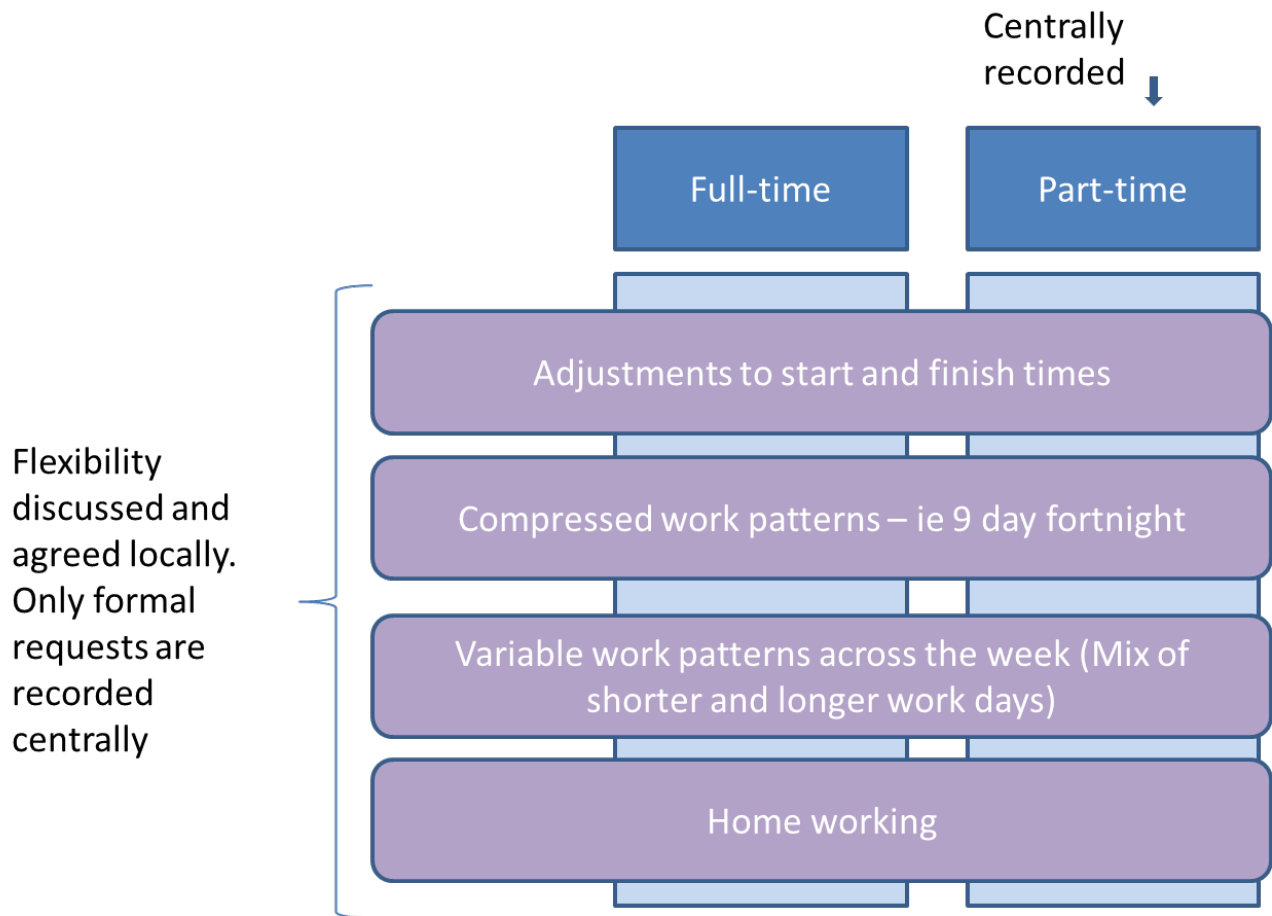 Centrally
recorded
Full-time
Part-time
Adjustments to start and finish times
Compressed work patterns – ie 9 day fortnight
Variable work patterns across the week (Mix of
shorter and longer work days)
Home working
Flexibility
discussed and
agreed locally.
Only formal
requests are
recorded
centrally